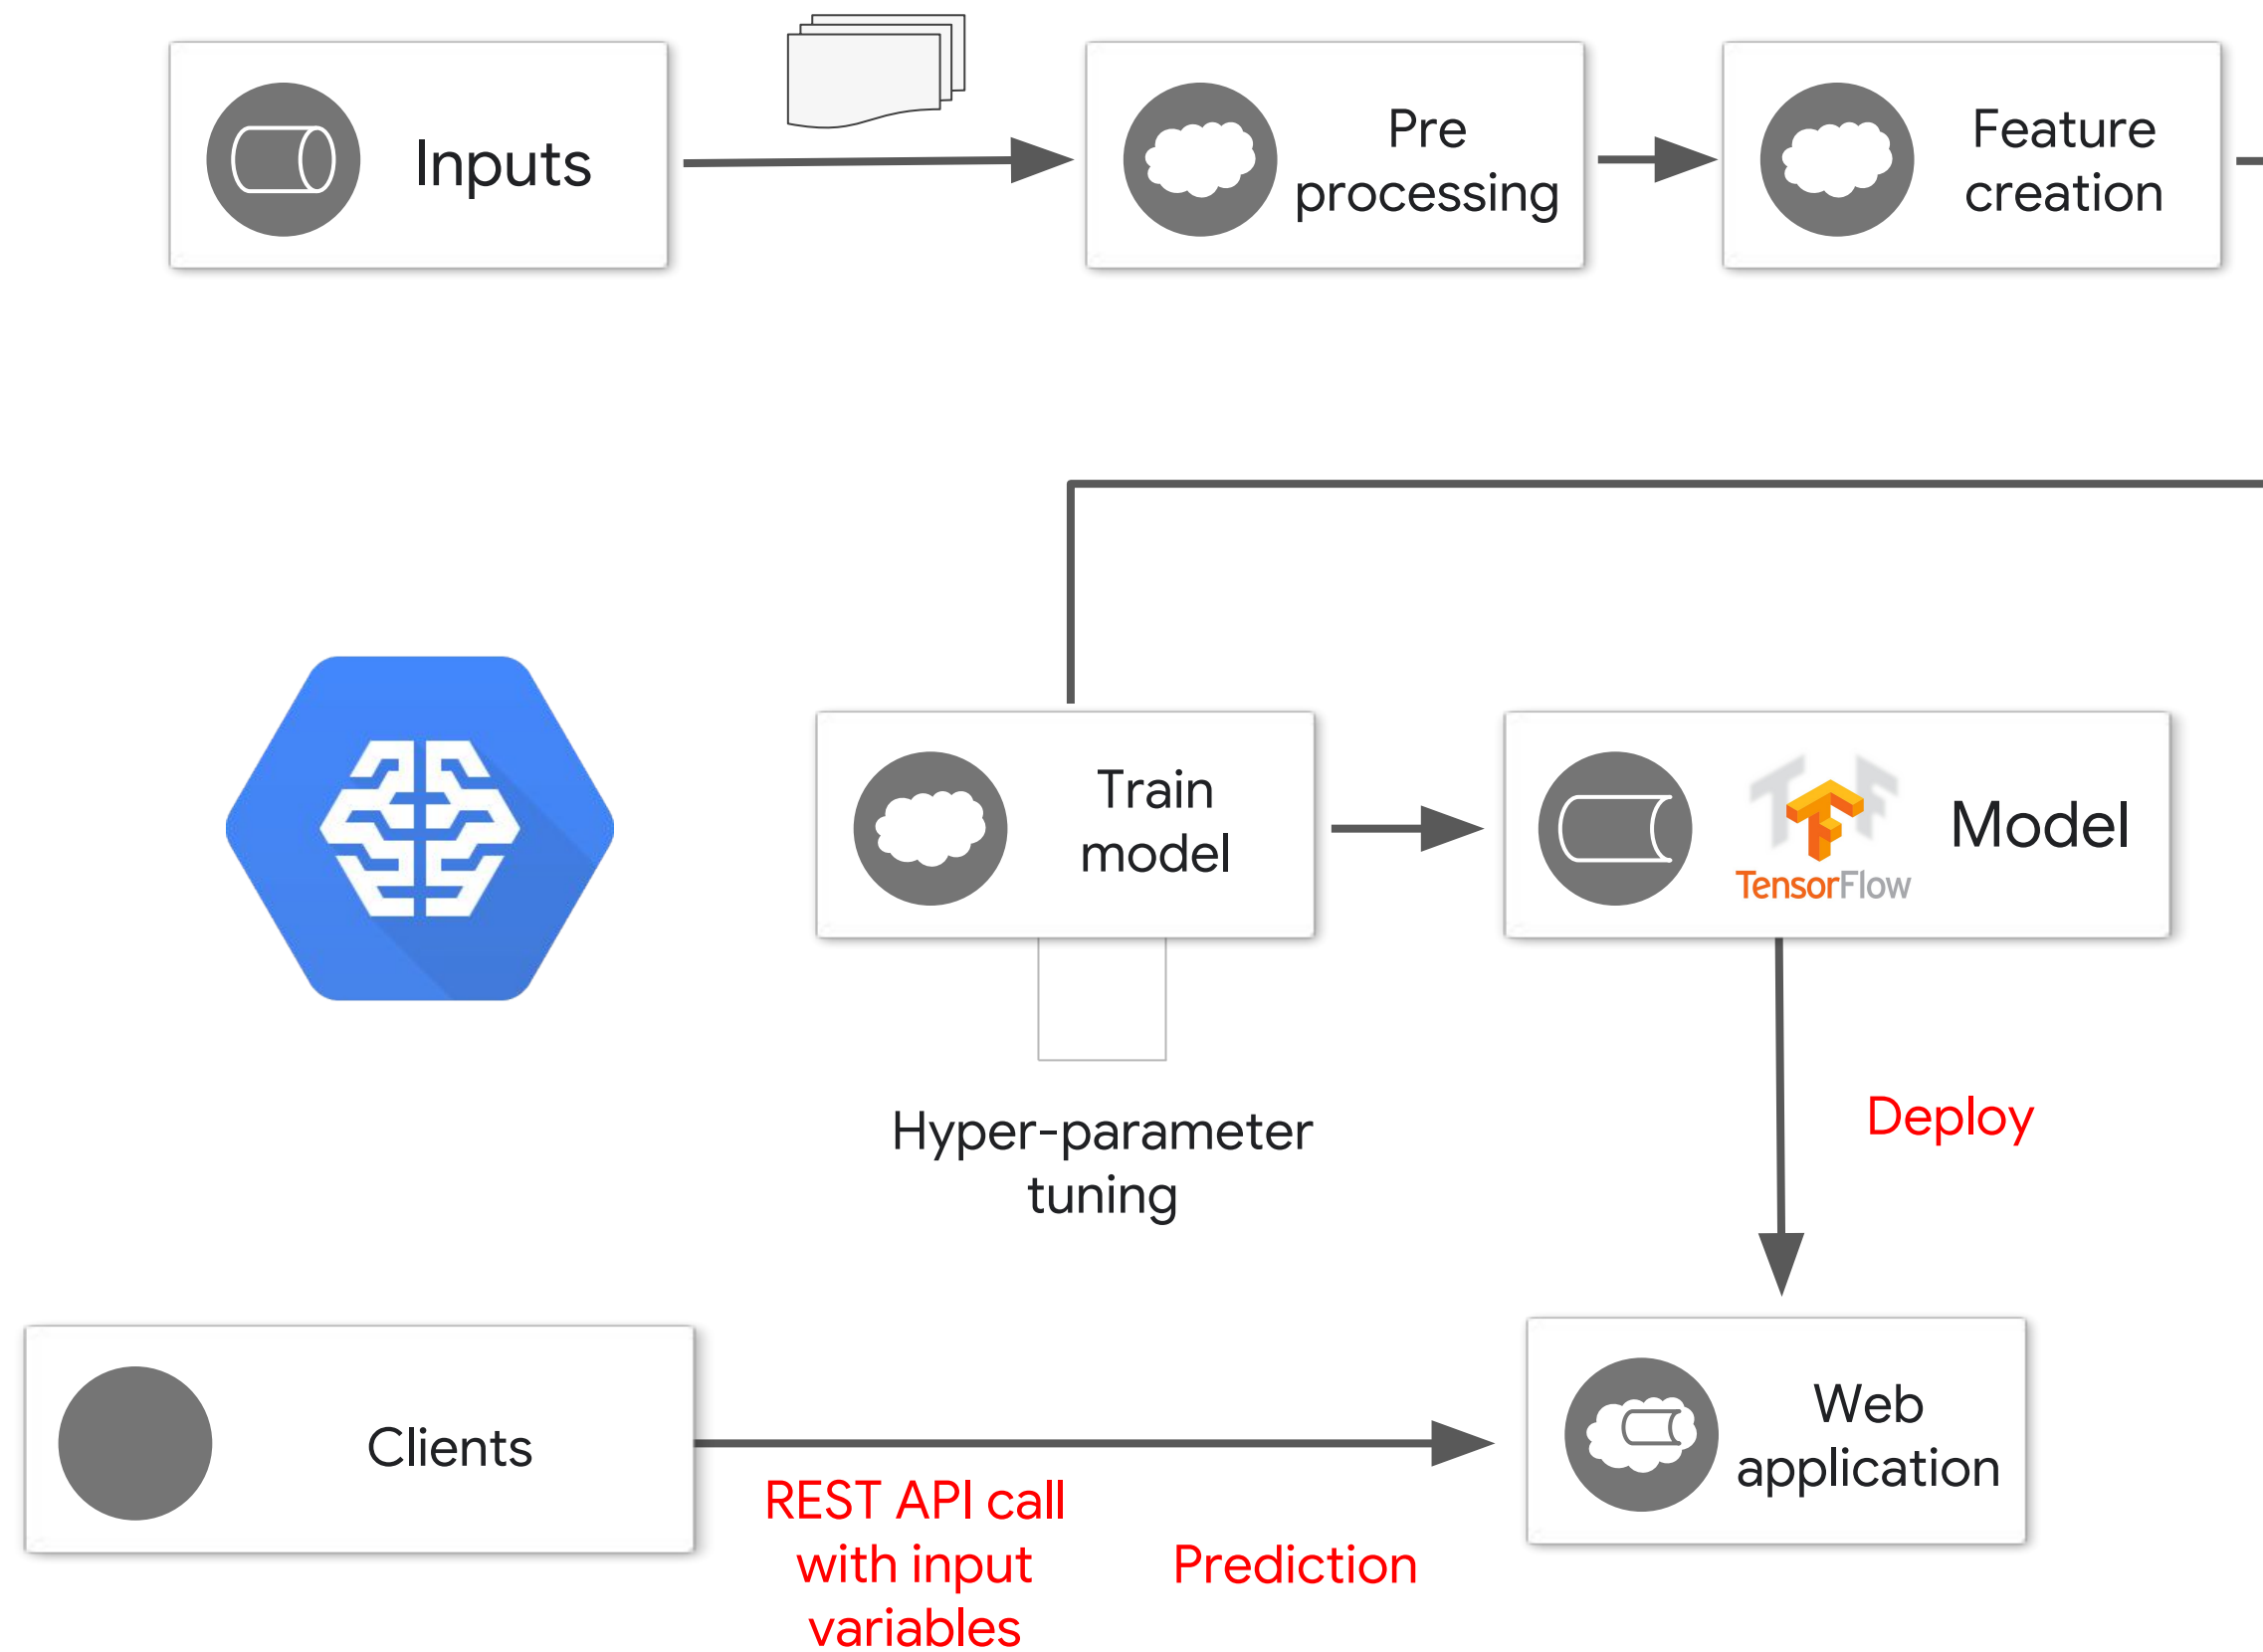 Inputs
Pre
processing
Feature
creation
Train
model
TensorFlow
Model
Hyper-parameter
tuning
Deploy
Clients
REST API call
with input
variables
Prediction
Web
application